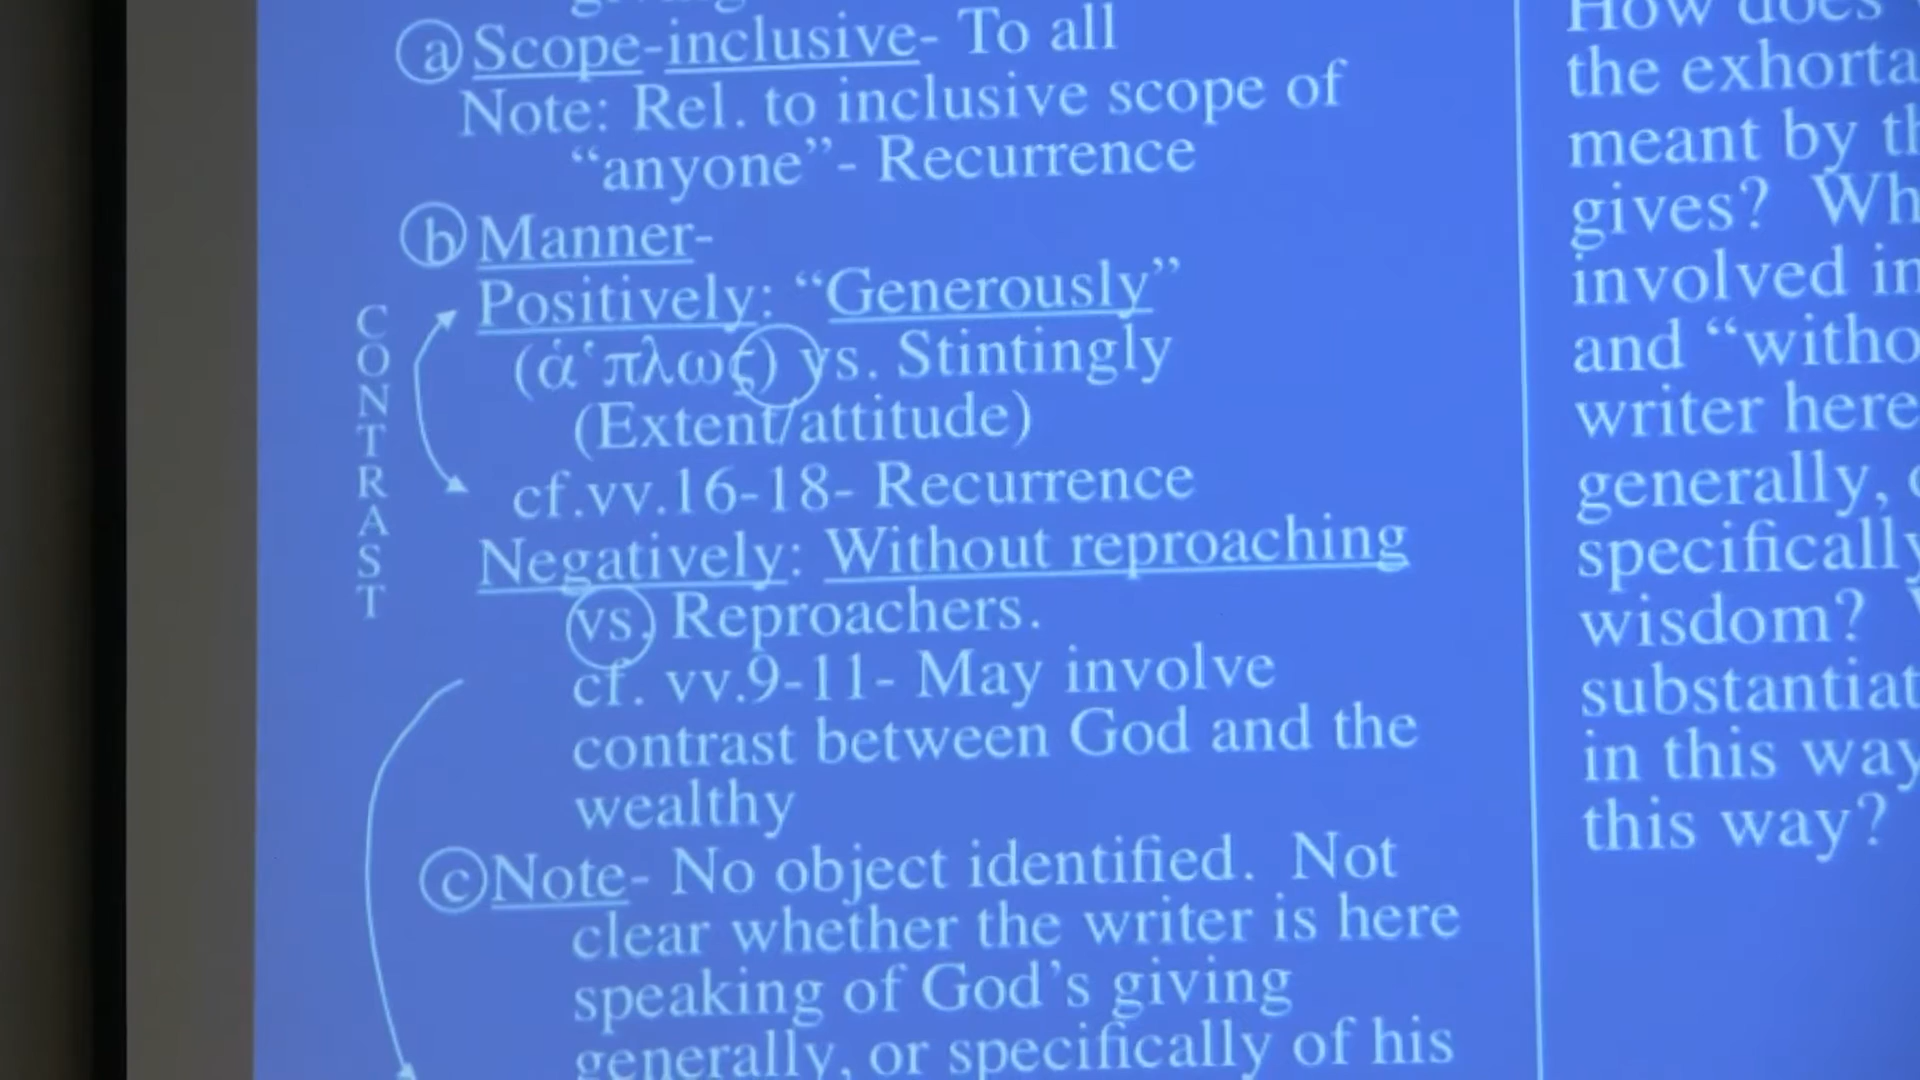 giving
ⓐ Scope-inclusive- To all
Note: Rel. to inclusive scope of
“anyone”- Recurrence
ⓑ Manner-
Positively: “Generously”
(ἁ‘πλως) vs. Stintingly
(Extent/attitude)
cf.vv.16-18- Recurrence
Negatively: Without reproaching
vs. Reproachers.
cf. vv.9-11- May involve
contrast between God and the
wealthy
ⓒ Note- No object identified. Not
clear whether the writer is here
speaking of God’s giving
generally, or specifically of his
CONTRAST
How does
the exhorta
meant by th
gives? Wh
involved in
and “witho
writer here
generally,
specifically
wisdom?
substantiat
in this way
this way?